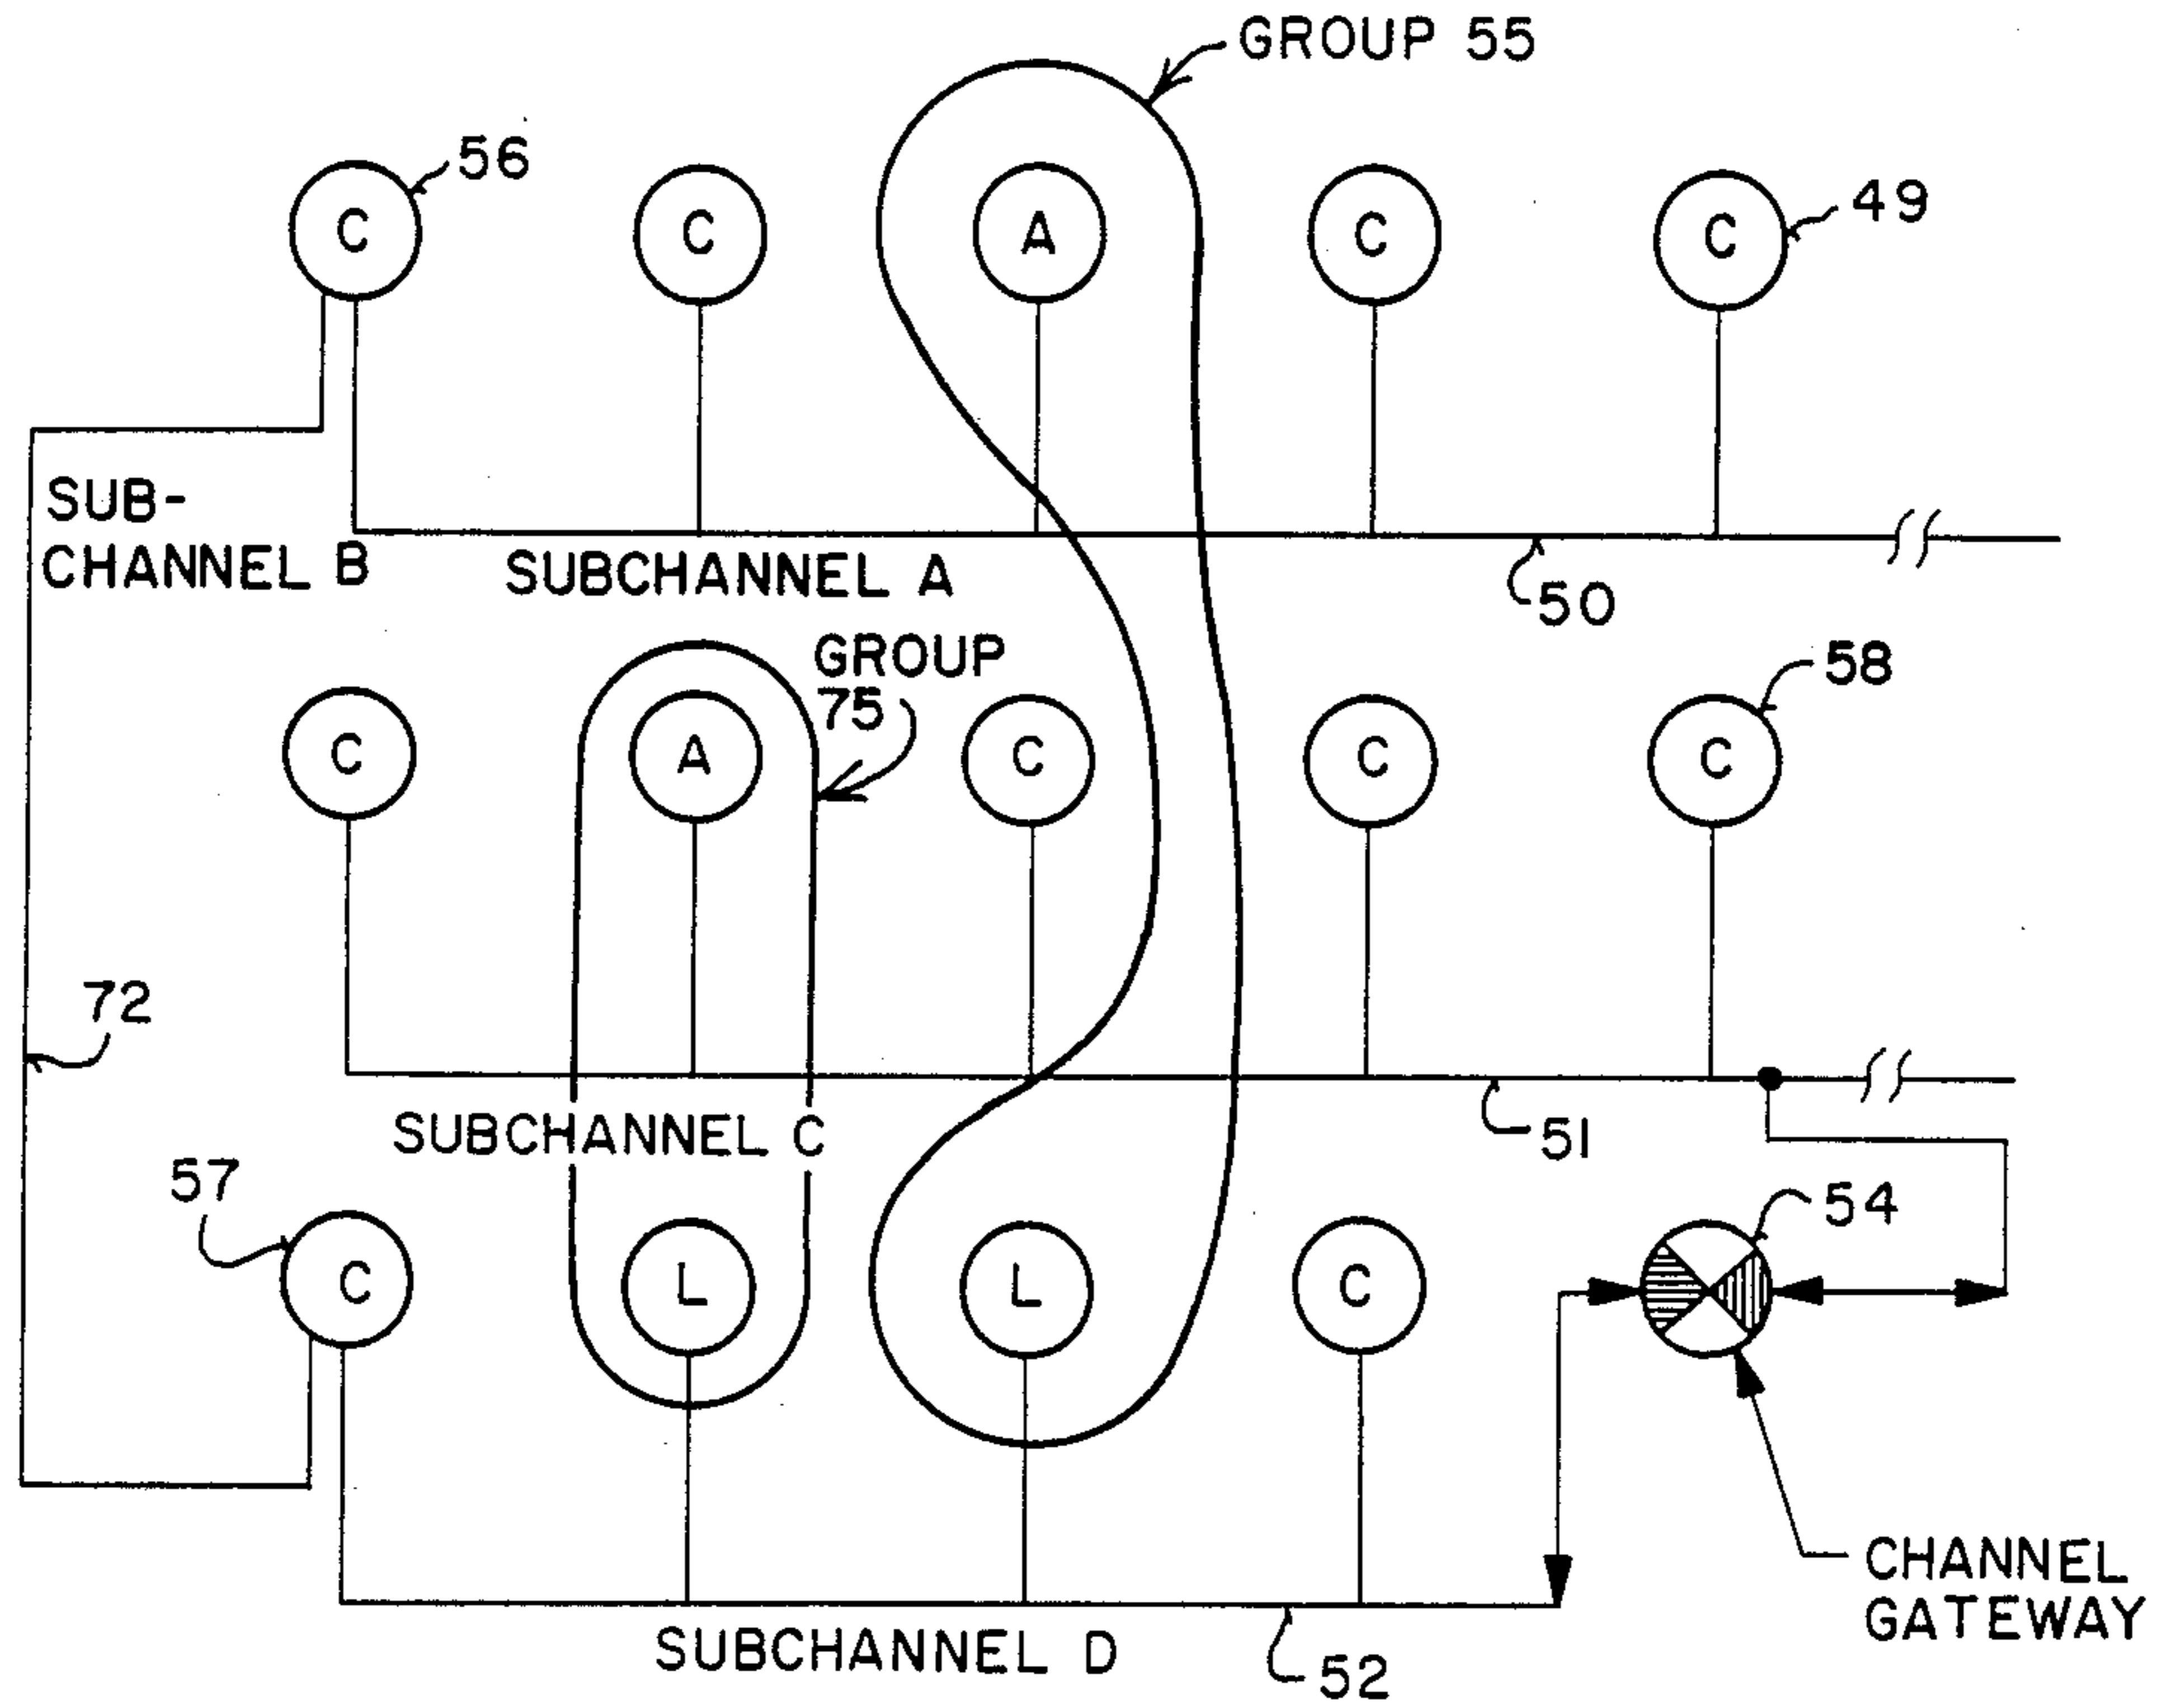 GROUP 55
56
C
C
A
C
C
49
SUB-
CHANNEL B
SUBCHANNEL A
50
GROUP
75
58
C
A
C
C
C
72
SUBCHANNEL C
51
57
54
C
L
L
C
CHANNEL
GATEWAY
SUBCHANNEL D
52